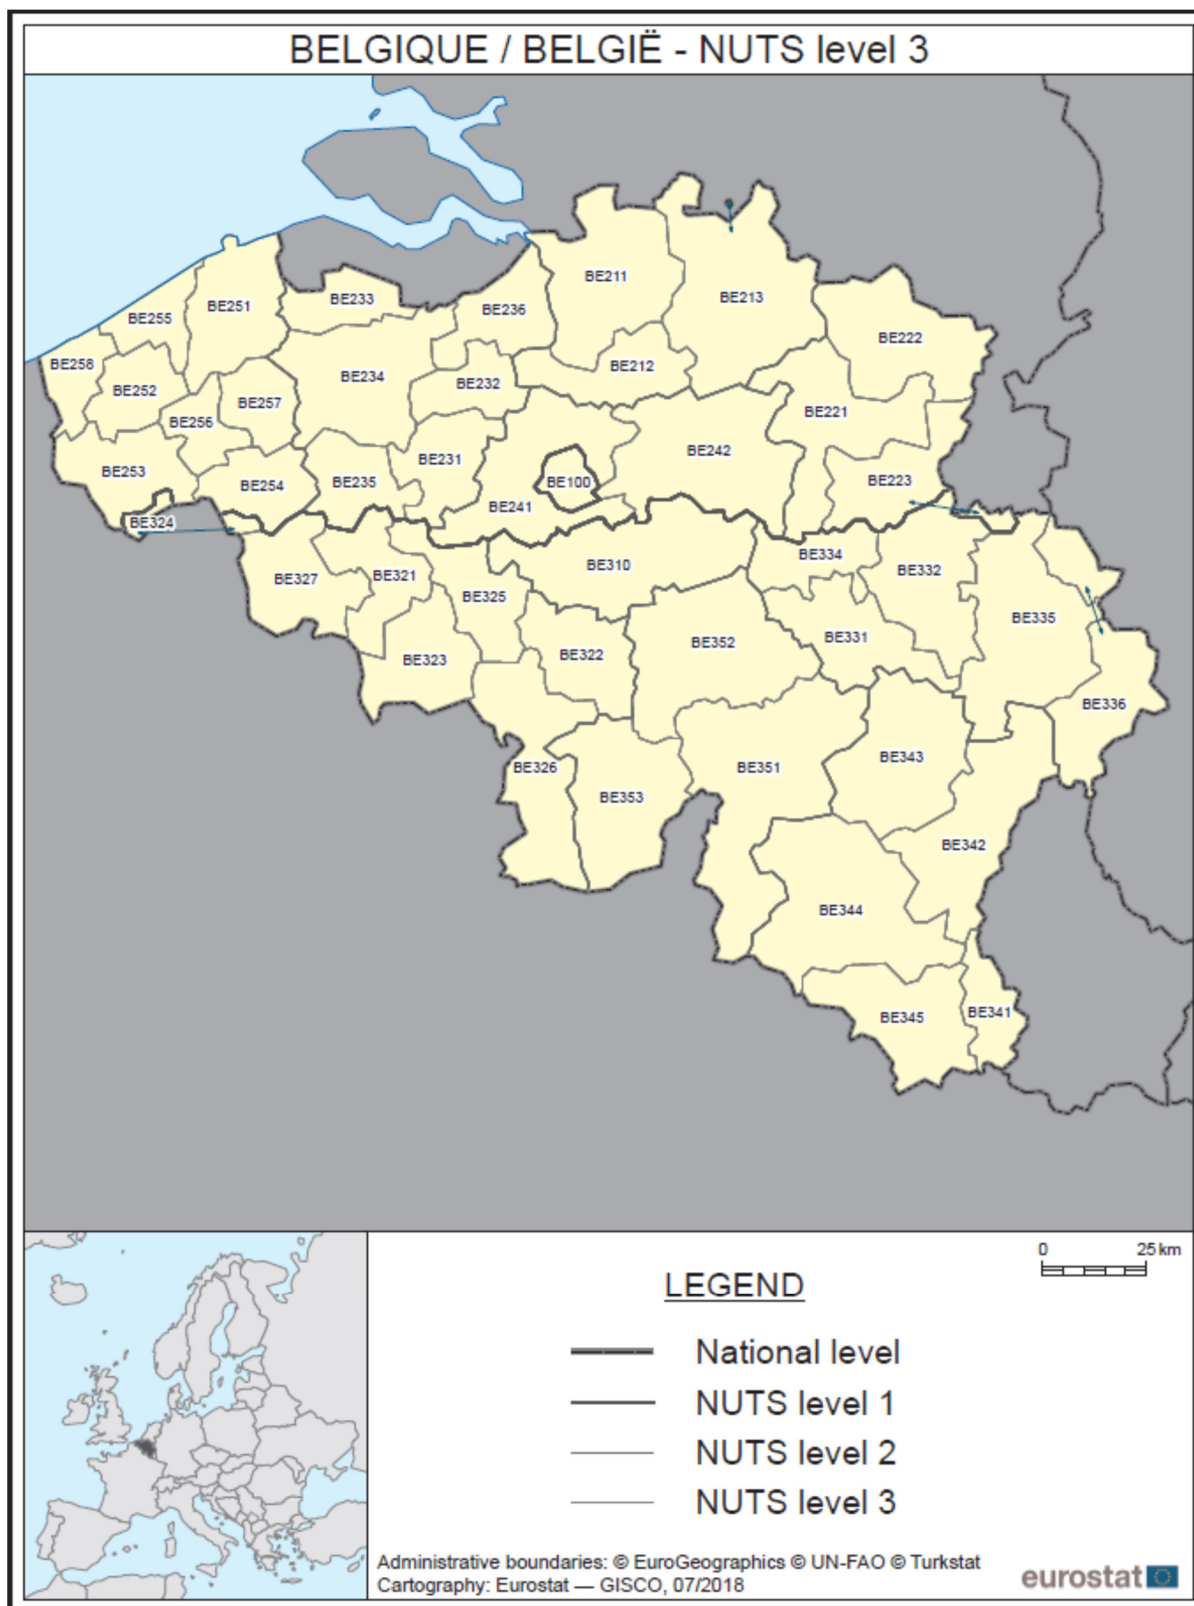 BELGIQUE / BELGIË - NUTS level 3
BE211
BE213
BE233
BE251
BE236
BE255
BE222
BE258
BE212
BE234
BE232
BE252
BE257
BE221
BE256
BE242
BE231
BE253
BE235
BE254
BE100
BE223
BE241
BE324
BE334
BE310
BE332
BE321
BE327
BE325
BE335
BE331
BE352
BE322
BE323
BE336
BE343
BE326
BE351
BE353
BE342
BE344
BE341
BE345
0 25 km
LEGEND
National level
NUTS level 1
NUTS level 2
NUTS level 3
Administrative boundaries: © EuroGeographics © UN-FAO © Turkstat
Cartography: Eurostat — GISCO, 07/2018
eurostat